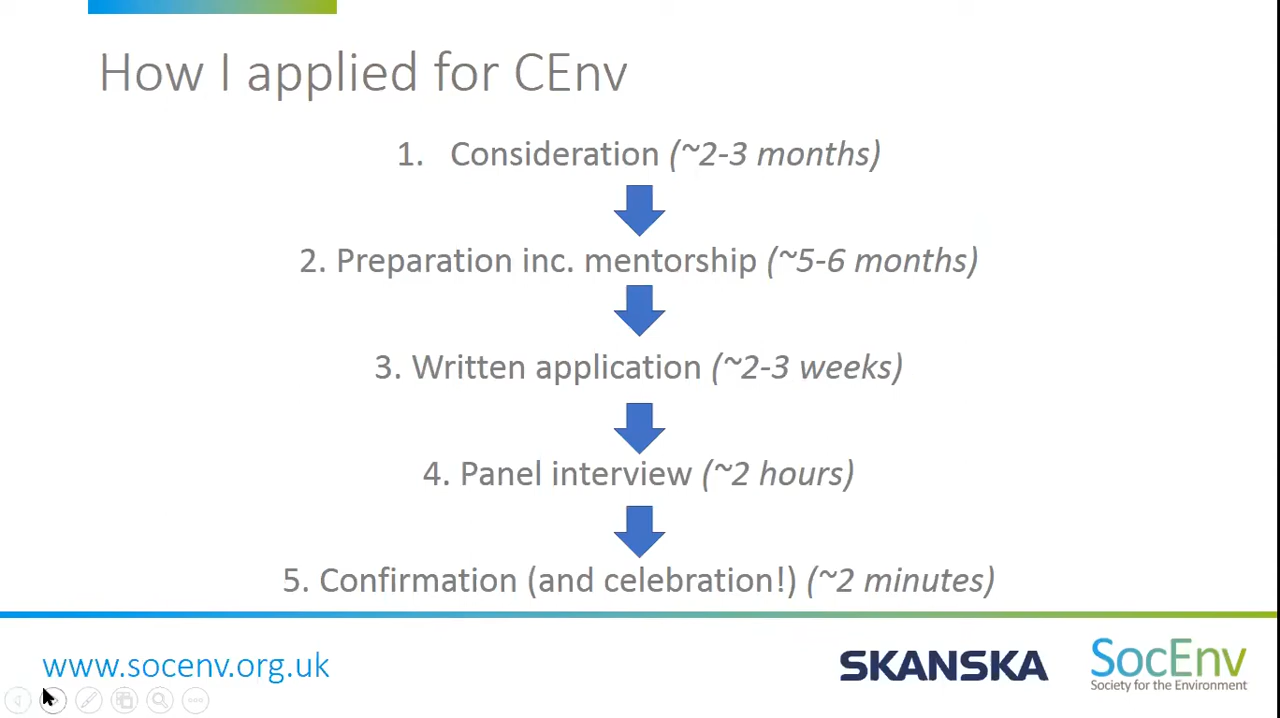 How I applied for CEnv
1. Consideration (~2-3 months)
2. Preparation inc. mentorship (~5-6 months)
3. Written application (~2-3 weeks)
4. Panel interview (~2 hours)
5. Confirmation (and celebration!) (~2 minutes)
www.socenv.org.uk
SKANSKA
SocEnv
Society for the Environment